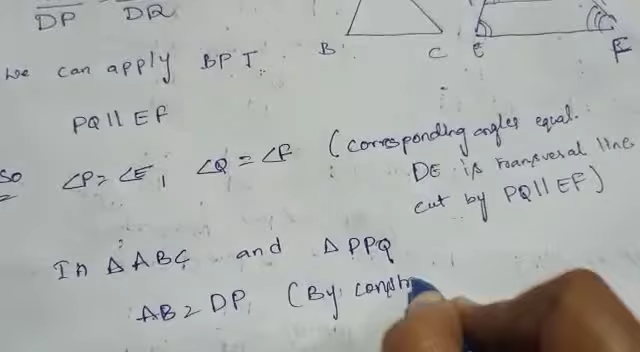 DP DQ
we can apply BPT.
B C E F
PQ || EF
so ∠P = ∠E, ∠Q = ∠F (corresponding angles equal.
DE is transversal line
cut by PQ || EF)
In △ABC and △PPQ
AB = DP (By const